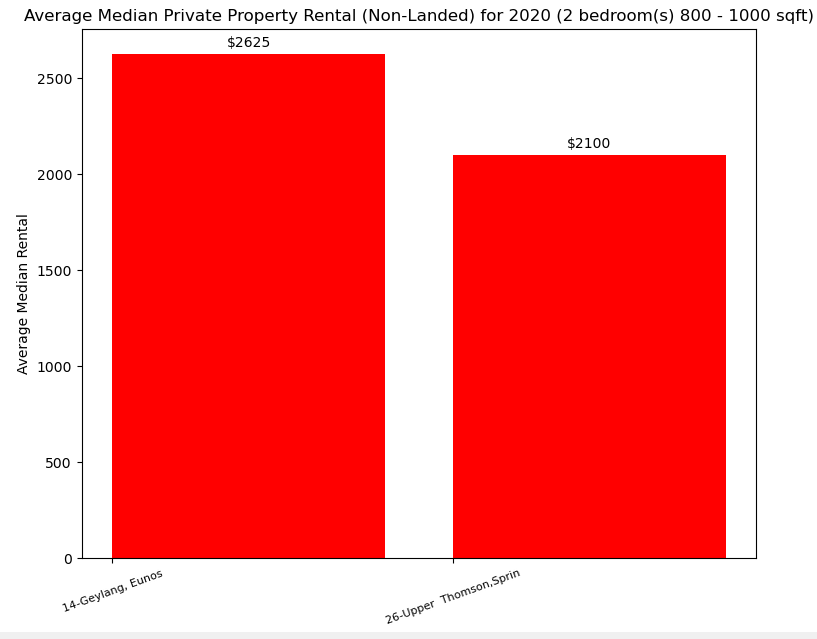 Average Median Private Property Rental (Non-Landed) for 2020 (2 bedroom(s) 800 - 1000 sqft)
$2625
$2100
2500
2000
1500
1000
500
0
Average Median Rental
14-Geylang, Eunos
26-Upper  Thomson,Sprin